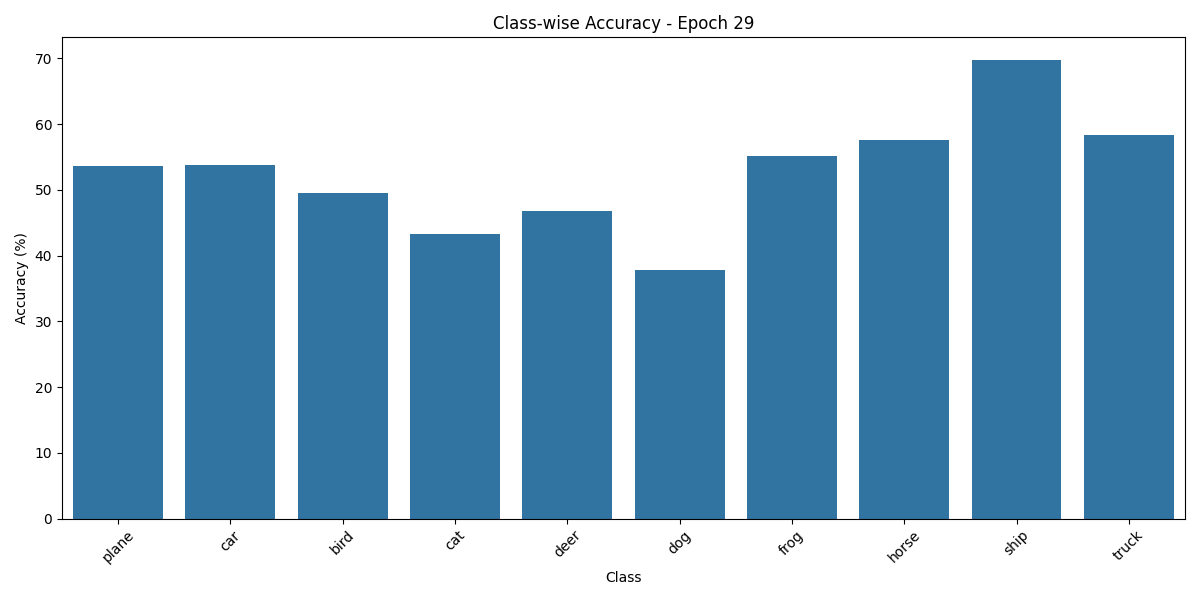 Class-wise Accuracy - Epoch 29
Accuracy (%)
70
60
50
40
30
20
10
0
plane
car
bird
cat
deer
dog
frog
horse
ship
truck
Class